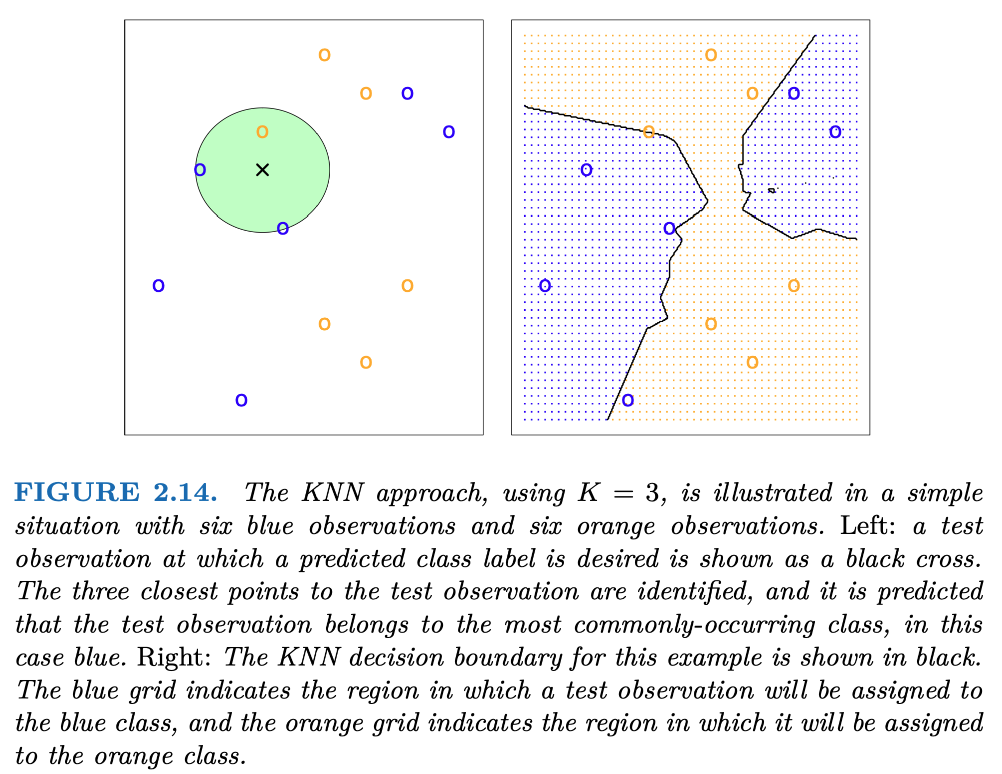 FIGURE 2.14. The KNN approach, using K = 3, is illustrated in a simple
situation with six blue observations and six orange observations. Left: a test
observation at which a predicted class label is desired is shown as a black cross.
The three closest points to the test observation are identified, and it is predicted
that the test observation belongs to the most commonly-occurring class, in this
case blue. Right: The KNN decision boundary for this example is shown in black.
The blue grid indicates the region in which a test observation will be assigned to
the blue class, and the orange grid indicates the region in which it will be assigned
to the orange class.